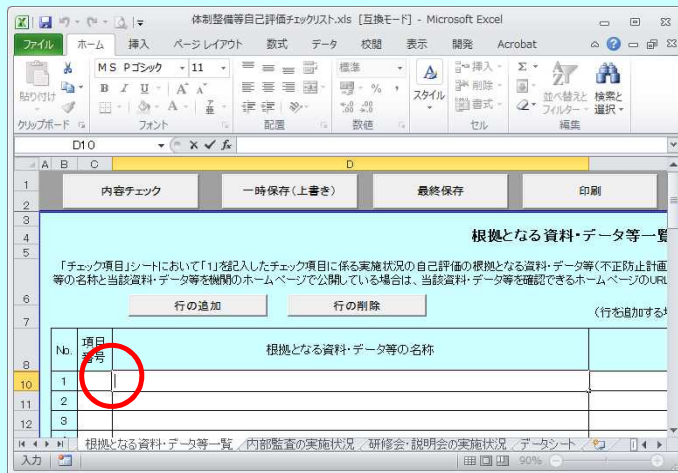 体制整備等自己評価チェックリスト.xls [互換モード] - Microsoft Excel
ファイル ホーム 挿入 ページ レイアウト 数式 データ 校閲 表示 開発 Acrobat
ＭＳ Ｐゴシック 11 標準 挿入 Σ
貼り付け B I U A A スタイル 削除 並べ替えと フィルター 検索と 選択
書式
クリップボード フォント 配置 数値 セル 編集
D10 fx
A B C D
1
2 内容チェック 一時保存(上書き) 最終保存 印刷
3
4 根拠となる資料・データ等一覧
5
「チェック項目」シートにおいて「1」を記入したチェック項目に係る実施状況の自己評価の根拠となる資料・データ等(不正防止計画
等の名称と当該資料・データ等を機関のホームページで公開している場合は、当該資料・データ等を確認できるホームページのURL
6 行の追加 行の削除
7 (行を追加する
8 No. 項目番号 根拠となる資料・データ等の名称
10 1
11 2
12 3
根拠となる資料・データ等一覧 内部監査の実施状況 研修会・説明会の実施状況 データシート
入力 90%